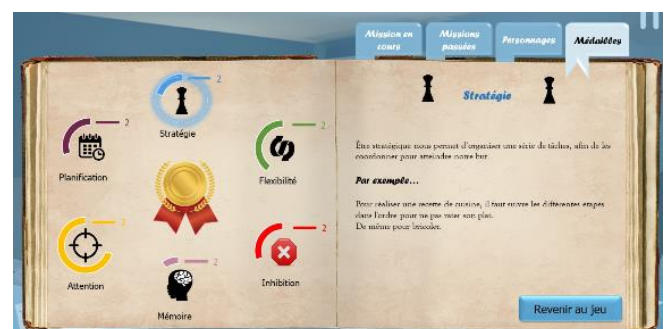 Mission en
cours
Missions
passées
Personnages
Médailles
2
Stratégie
2
Planification
2
Flexibilité
Attention
2
Mémoire
2
Inhibition
Stratégie
Être stratégique nous permet d'organiser une série de tâches, afin de les
coordonner pour atteindre notre but.
Par exemple...
Pour réaliser une recette de cuisine, il faut suivre les différentes étapes
dans l'ordre pour ne pas rater son plat.
De même pour bricoler.
Revenir au jeu